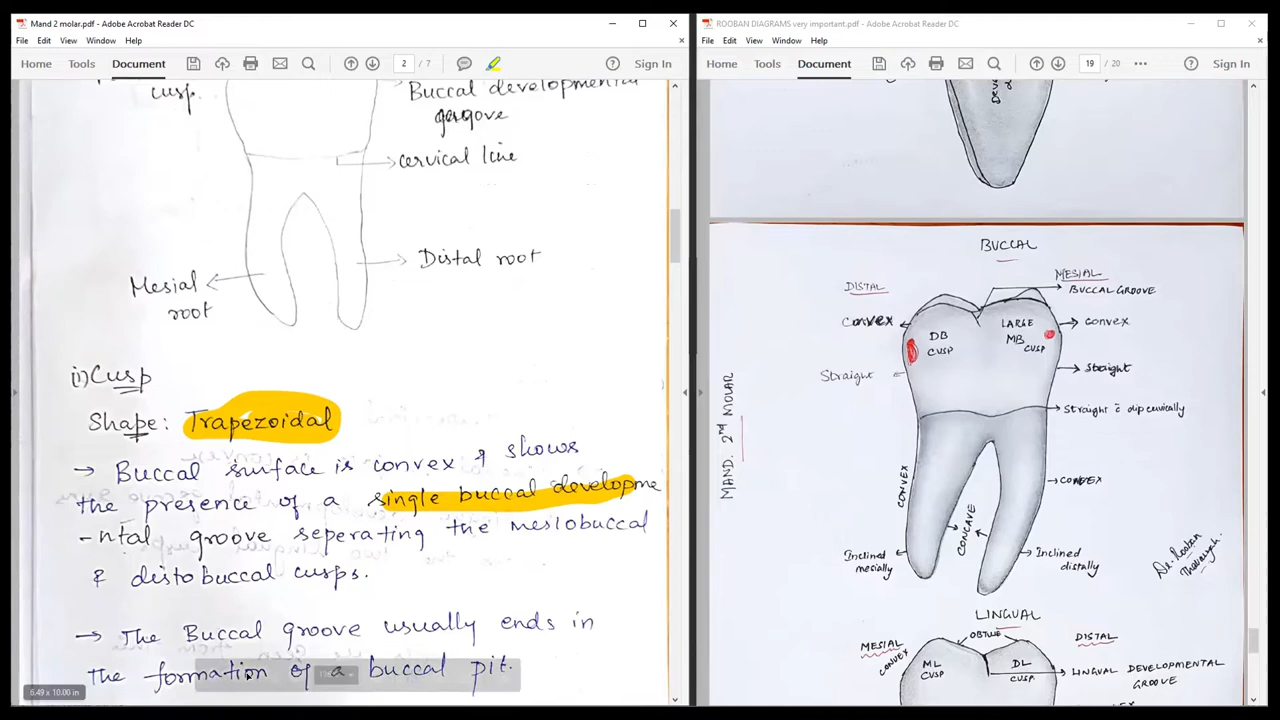 Mand 2 molar.pdf - Adobe Acrobat Reader DC
File Edit View Window Help
Home Tools Document 2 / 7 Sign In
cusp.
Buccal developmental
groove
cervical line
Distal root
Mesial
root
(i) Cusp
Shape: Trapezoidal
→ Buccal surface is convex & shows
the presence of a single buccal developme
-ntal groove seperating the mesiobuccal
& distobuccal cusps.
→ The Buccal groove usually ends in
the formation of a buccal pit.
6.49 x 10.00 in
ROOBAN DIAGRAMS very important.pdf - Adobe Acrobat Reader DC
File Edit View Window Help
Home Tools Document 19 / 20 Sign In
BUCCAL
MESIAL
DISTAL
BUCCAL GROOVE
convex
LARGE
MB
CUSP
convex
DB
CUSP
Straight
Straight
Straight c̄ dip cervically
MAND. 2nd MOLAR
CONVEX
CONCAVE
convex
Inclined
mesially
Inclined
distally
Dr. Rooban
Thavarajah.
LINGUAL
MESIAL
OBTUSE
DISTAL
CONVEX
ML
CUSP
DL
CUSP
LINGUAL DEVELOPMENTAL
GROOVE